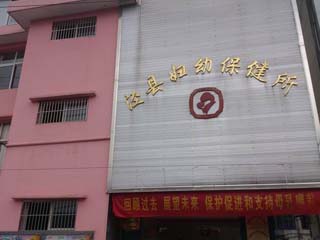 泾县妇幼保健所
回顾过去 展望未来 保护促进和支持母乳喂养